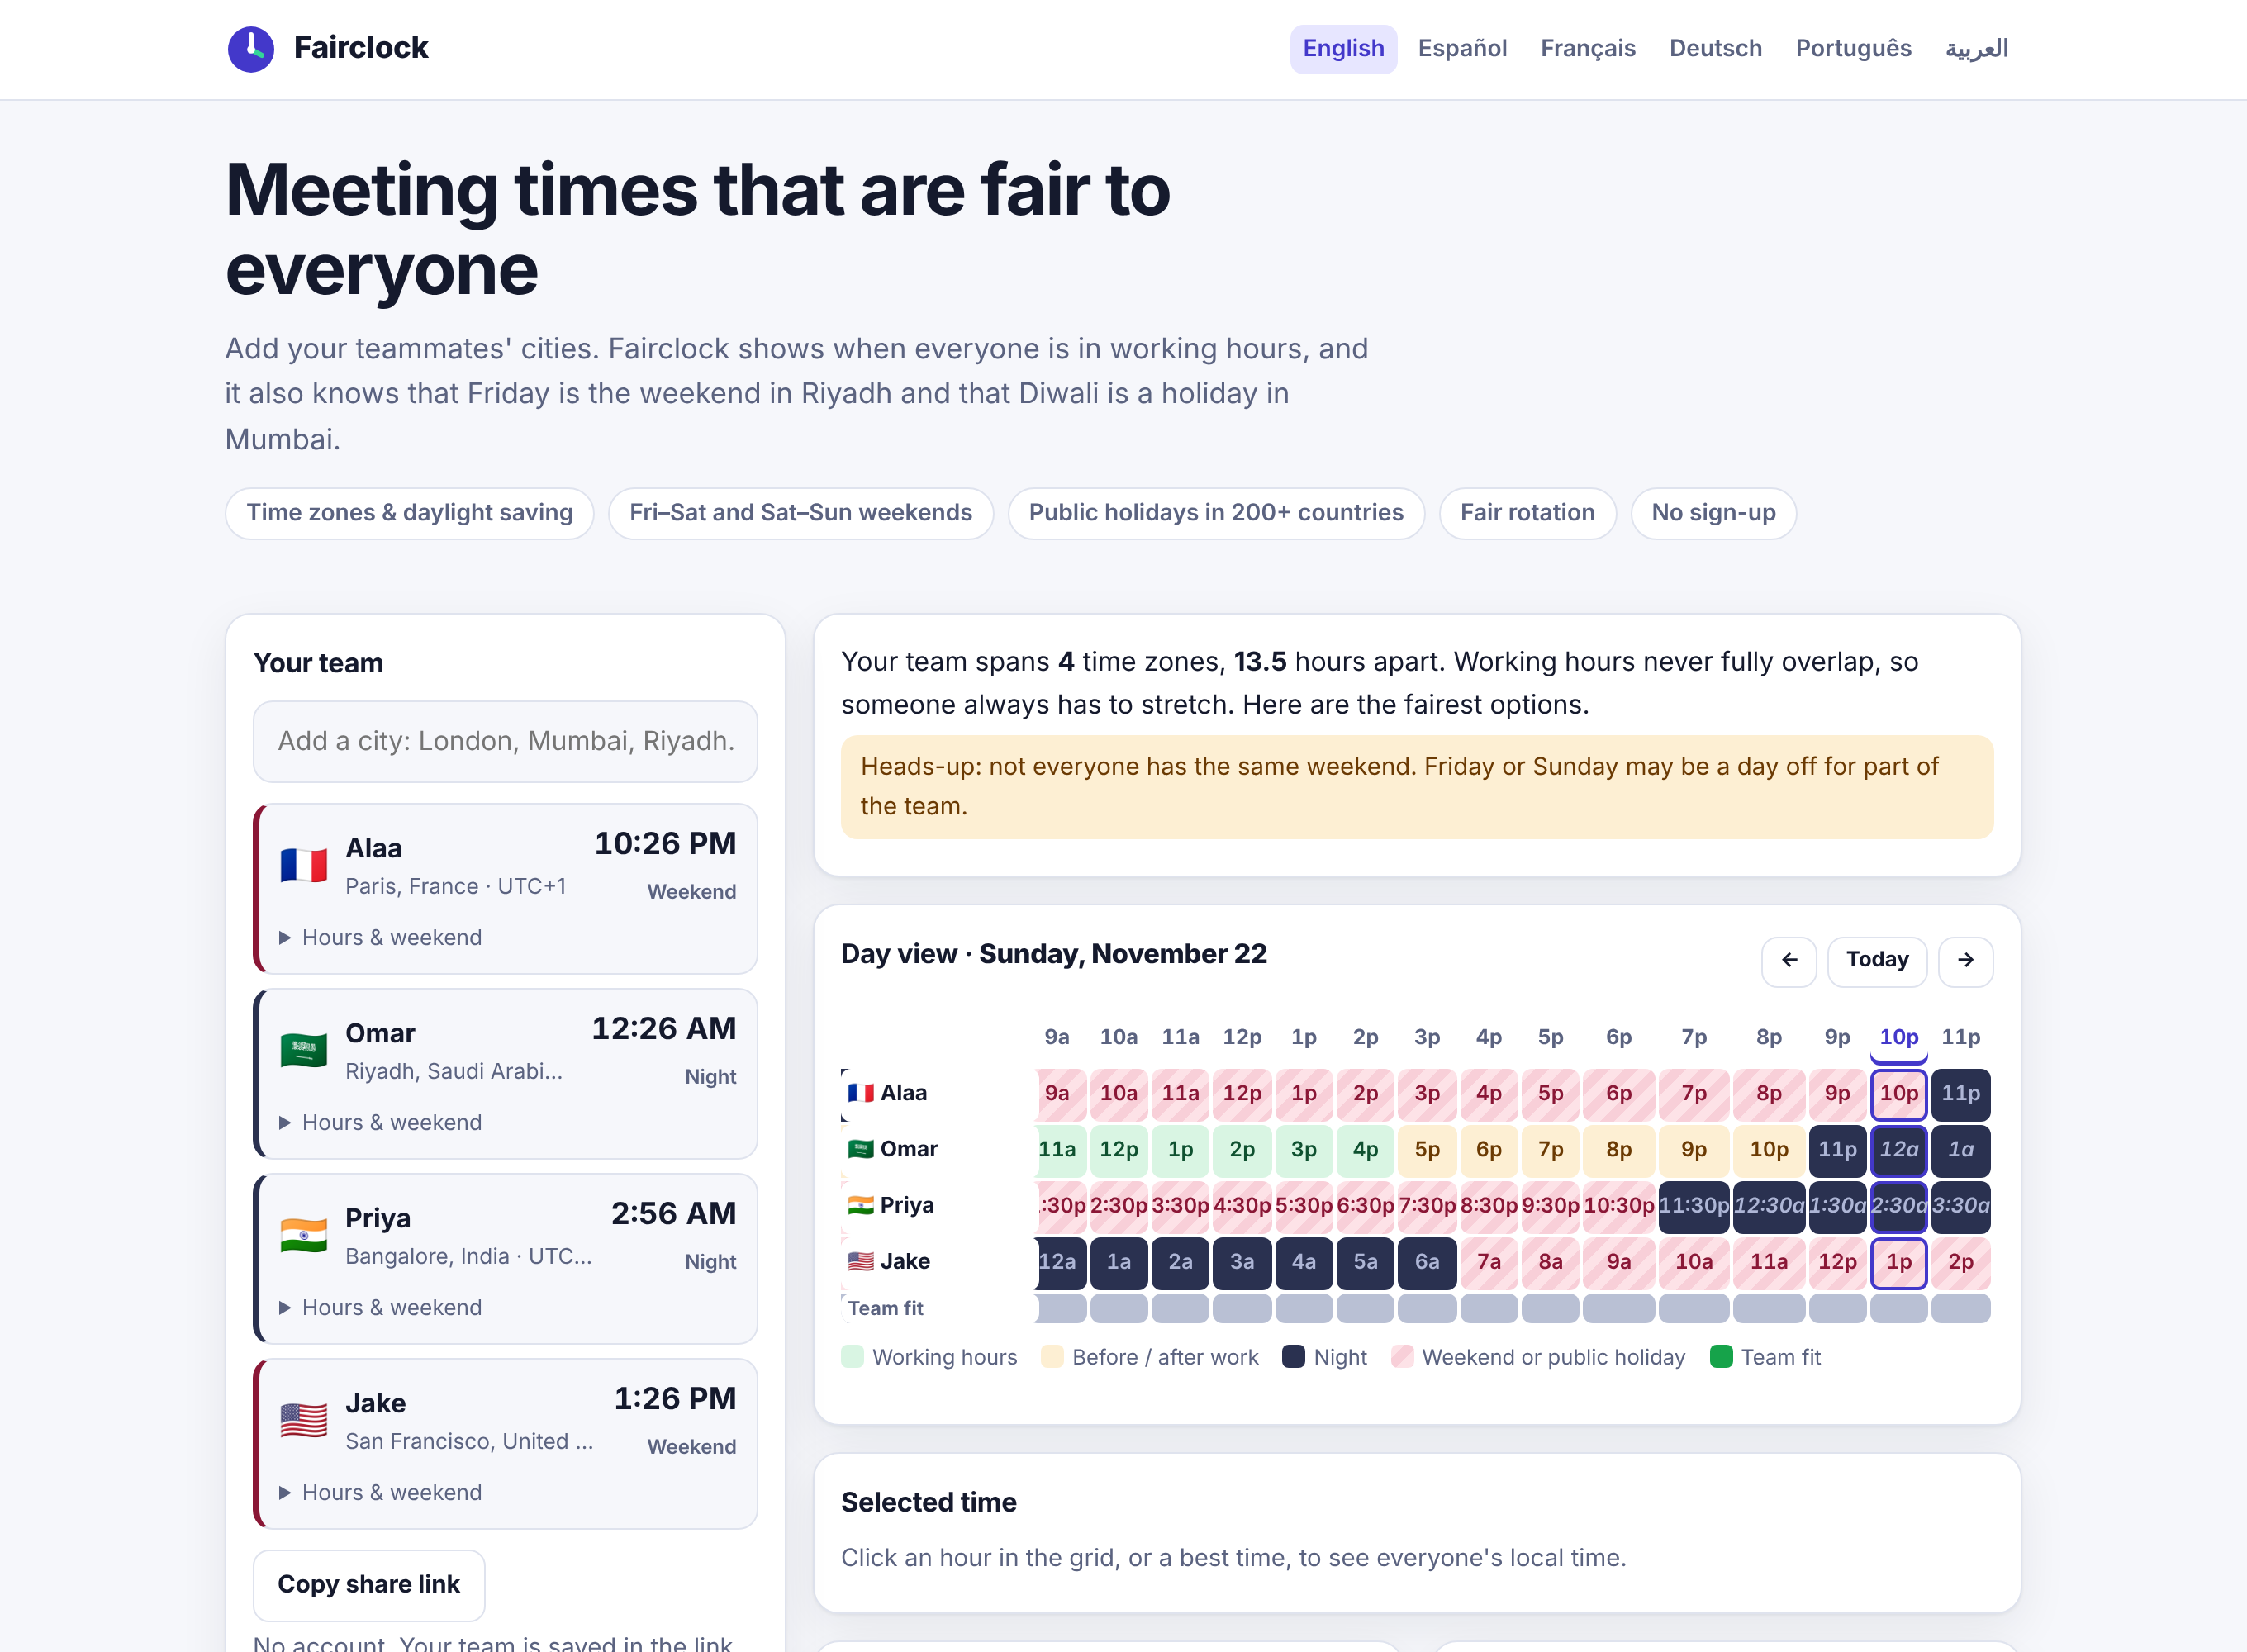 Fairclock
English Español Français Deutsch Português العربية
Meeting times that are fair to
everyone
Add your teammates' cities. Fairclock shows when everyone is in working hours, and
it also knows that Friday is the weekend in Riyadh and that Diwali is a holiday in
Mumbai.
Time zones & daylight saving
Fri–Sat and Sat–Sun weekends
Public holidays in 200+ countries
Fair rotation
No sign-up
Your team
Add a city: London, Mumbai, Riyadh.
Alaa 10:26 PM
Paris, France · UTC+1 Weekend
Hours & weekend
Omar 12:26 AM
Riyadh, Saudi Arabi... Night
Hours & weekend
Priya 2:56 AM
Bangalore, India · UTC... Night
Hours & weekend
Jake 1:26 PM
San Francisco, United ... Weekend
Hours & weekend
Copy share link
No account. Your team is saved in the link
Your team spans 4 time zones, 13.5 hours apart. Working hours never fully overlap, so
someone always has to stretch. Here are the fairest options.
Heads-up: not everyone has the same weekend. Friday or Sunday may be a day off for part of
the team.
Day view · Sunday, November 22
← Today →
9a 10a 11a 12p 1p 2p 3p 4p 5p 6p 7p 8p 9p 10p 11p
Alaa 9a 10a 11a 12p 1p 2p 3p 4p 5p 6p 7p 8p 9p 10p 11p
Omar 11a 12p 1p 2p 3p 4p 5p 6p 7p 8p 9p 10p 11p 12a 1a
Priya :30p 2:30p 3:30p 4:30p 5:30p 6:30p 7:30p 8:30p 9:30p 10:30p 11:30p 12:30a 1:30a 2:30a 3:30a
Jake 12a 1a 2a 3a 4a 5a 6a 7a 8a 9a 10a 11a 12p 1p 2p
Team fit
Working hours Before / after work Night Weekend or public holiday Team fit
Selected time
Click an hour in the grid, or a best time, to see everyone's local time.